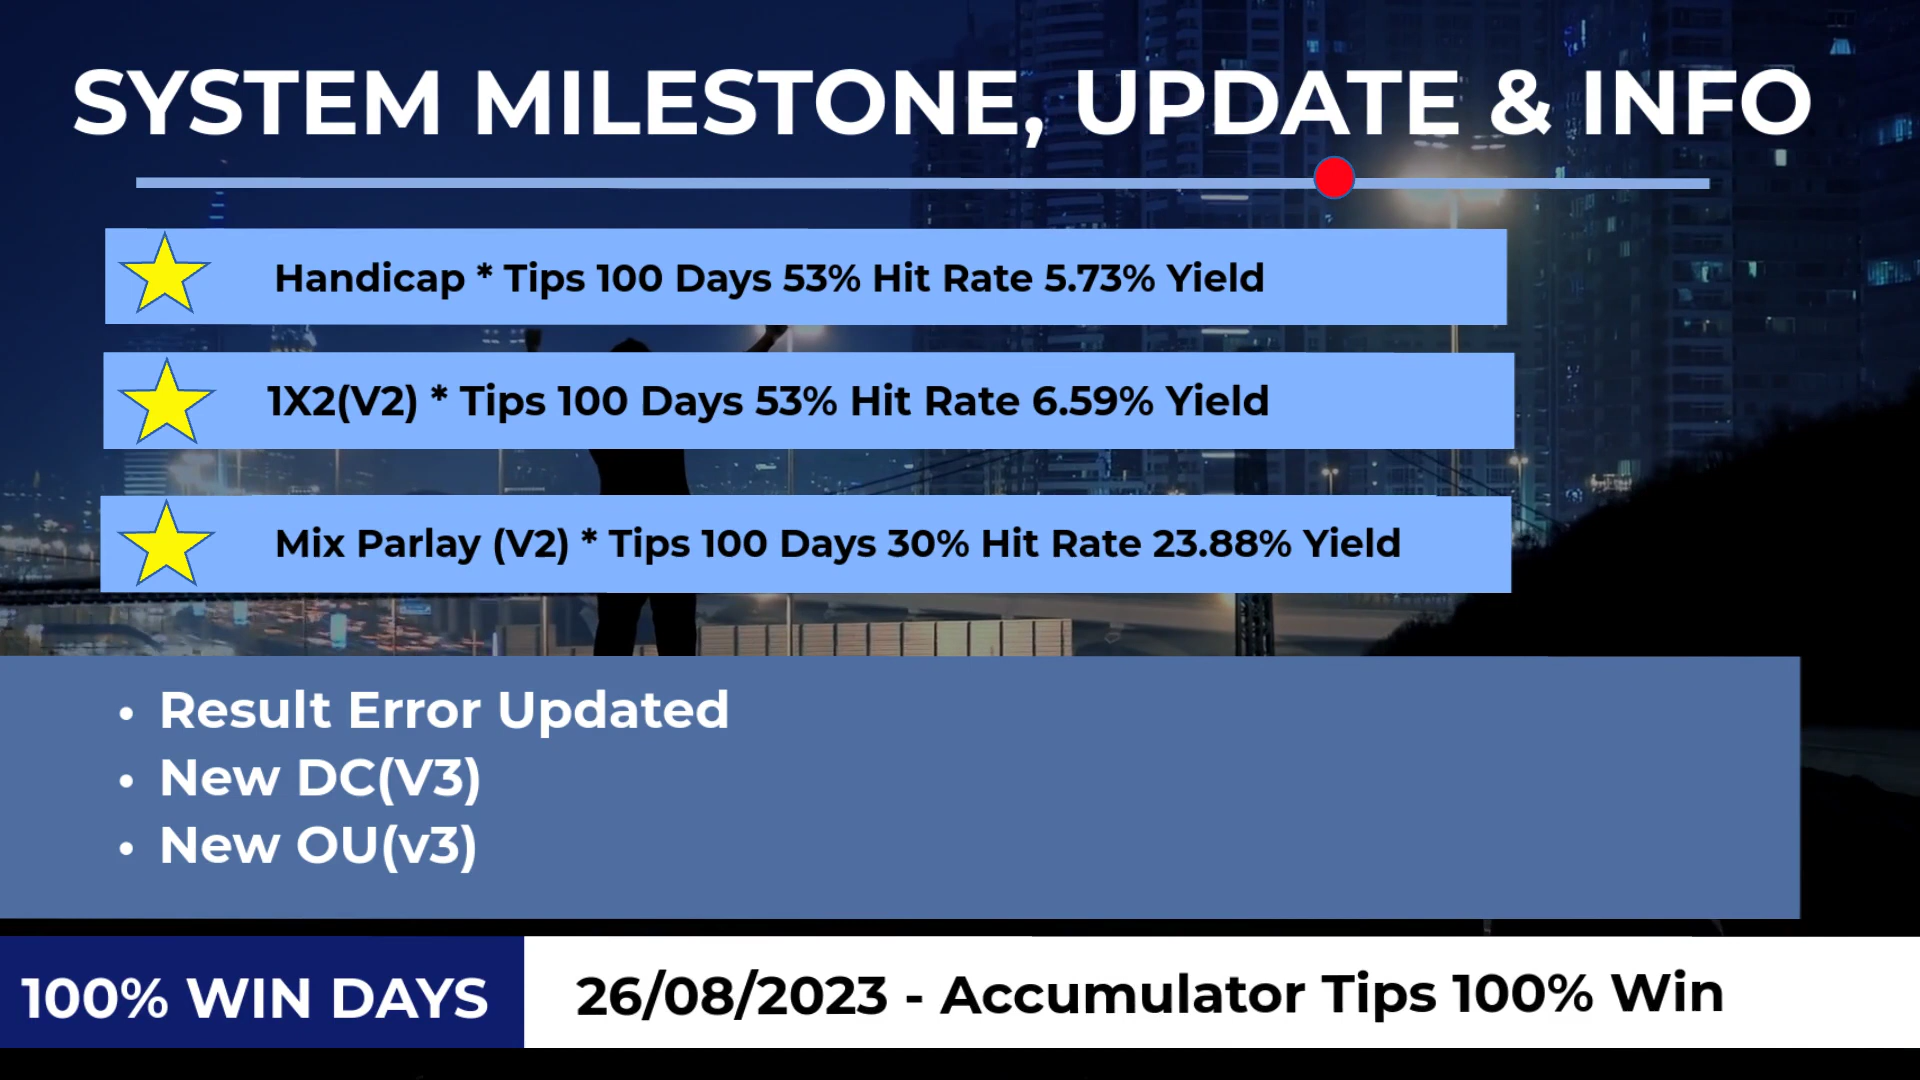 SYSTEM MILESTONE, UPDATE & INFO
Handicap * Tips 100 Days 53% Hit Rate 5.73% Yield
1X2(V2) * Tips 100 Days 53% Hit Rate 6.59% Yield
Mix Parlay (V2) * Tips 100 Days 30% Hit Rate 23.88% Yield
• Result Error Updated
• New DC(V3)
• New OU(v3)
100% WIN DAYS
26/08/2023 - Accumulator Tips 100% Win